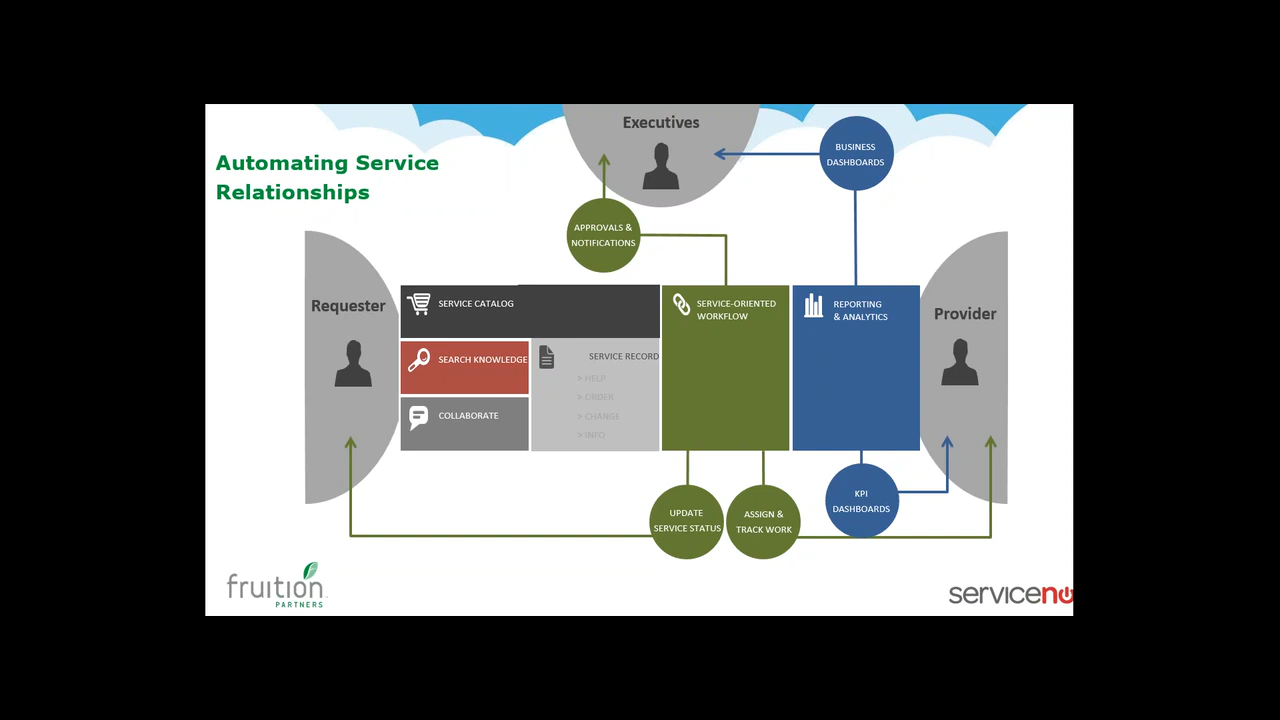 Executives
Automating Service
Relationships
BUSINESS
DASHBOARDS
APPROVALS &
NOTIFICATIONS
Requester
SERVICE CATALOG
SERVICE-ORIENTED
WORKFLOW
REPORTING
& ANALYTICS
Provider
SEARCH KNOWLEDGE
SERVICE RECORD
> HELP
> ORDER
> CHANGE
> INFO
COLLABORATE
UPDATE
SERVICE STATUS
ASSIGN &
TRACK WORK
KPI
DASHBOARDS
fruition
PARTNERS
serviceno